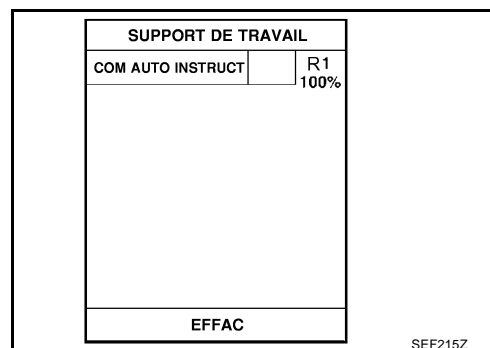 SUPPORT DE TRAVAIL
COM AUTO INSTRUCT R1
100%
EFFAC
SEF215Z